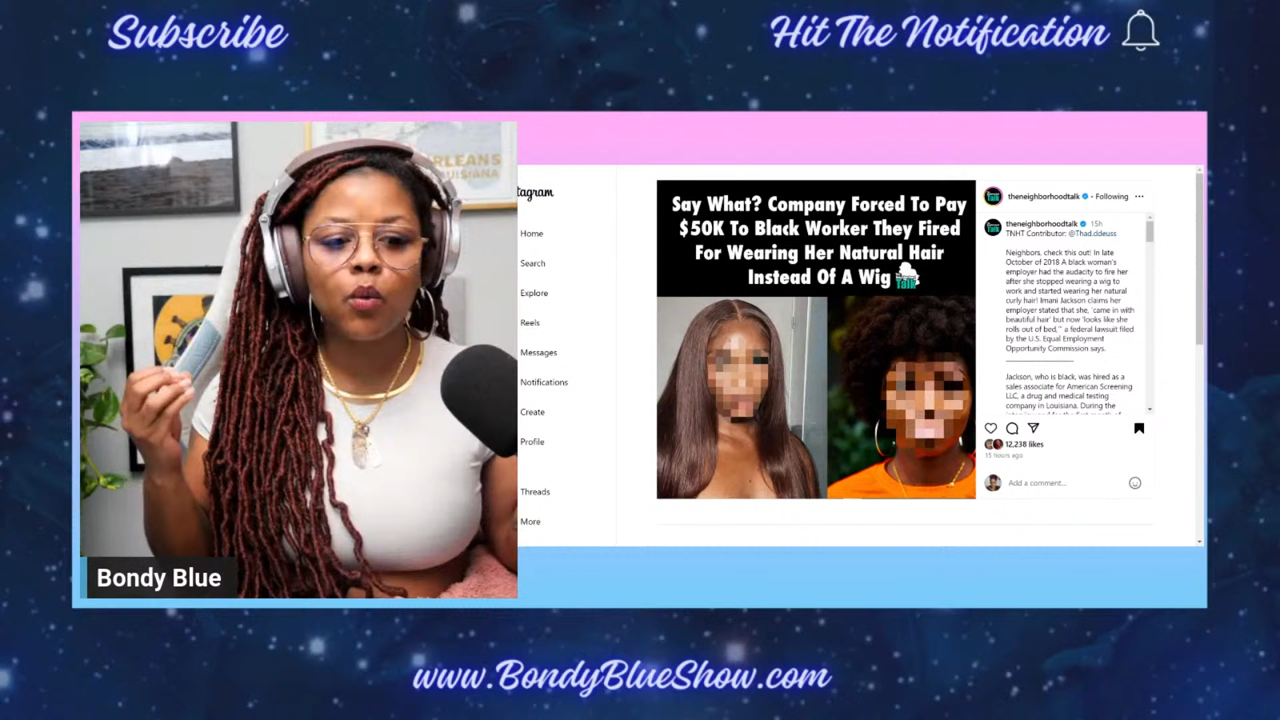 Subscribe
Hit The Notification
ORLEANS
LOUISIANA
Bondy Blue
tagram
Home
Search
Explore
Reels
Messages
Notifications
Create
Profile
Threads
More
Say What? Company Forced To Pay
$50K To Black Worker They Fired
For Wearing Her Natural Hair
Instead Of A Wig
Talk
theneighborhoodtalk • Following
theneighborhoodtalk 15h
TNHT Contributor: @Thad.ddeuss
Neighbors, check this out! In late
October of 2018 A black woman's
employer had the audacity to fire her
after she stopped wearing a wig to
work and started wearing her natural
curly hair! Imani Jackson claims her
employer stated that she, 'came in with
beautiful hair' but now 'looks like she
rolls out of bed,'" a federal lawsuit filed
by the U.S. Equal Employment
Opportunity Commission says.
Jackson, who is black, was hired as a
sales associate for American Screening
LLC, a drug and medical testing
company in Louisiana. During the
12,238 likes
15 hours ago
Add a comment...
www.BondyBlueShow.com